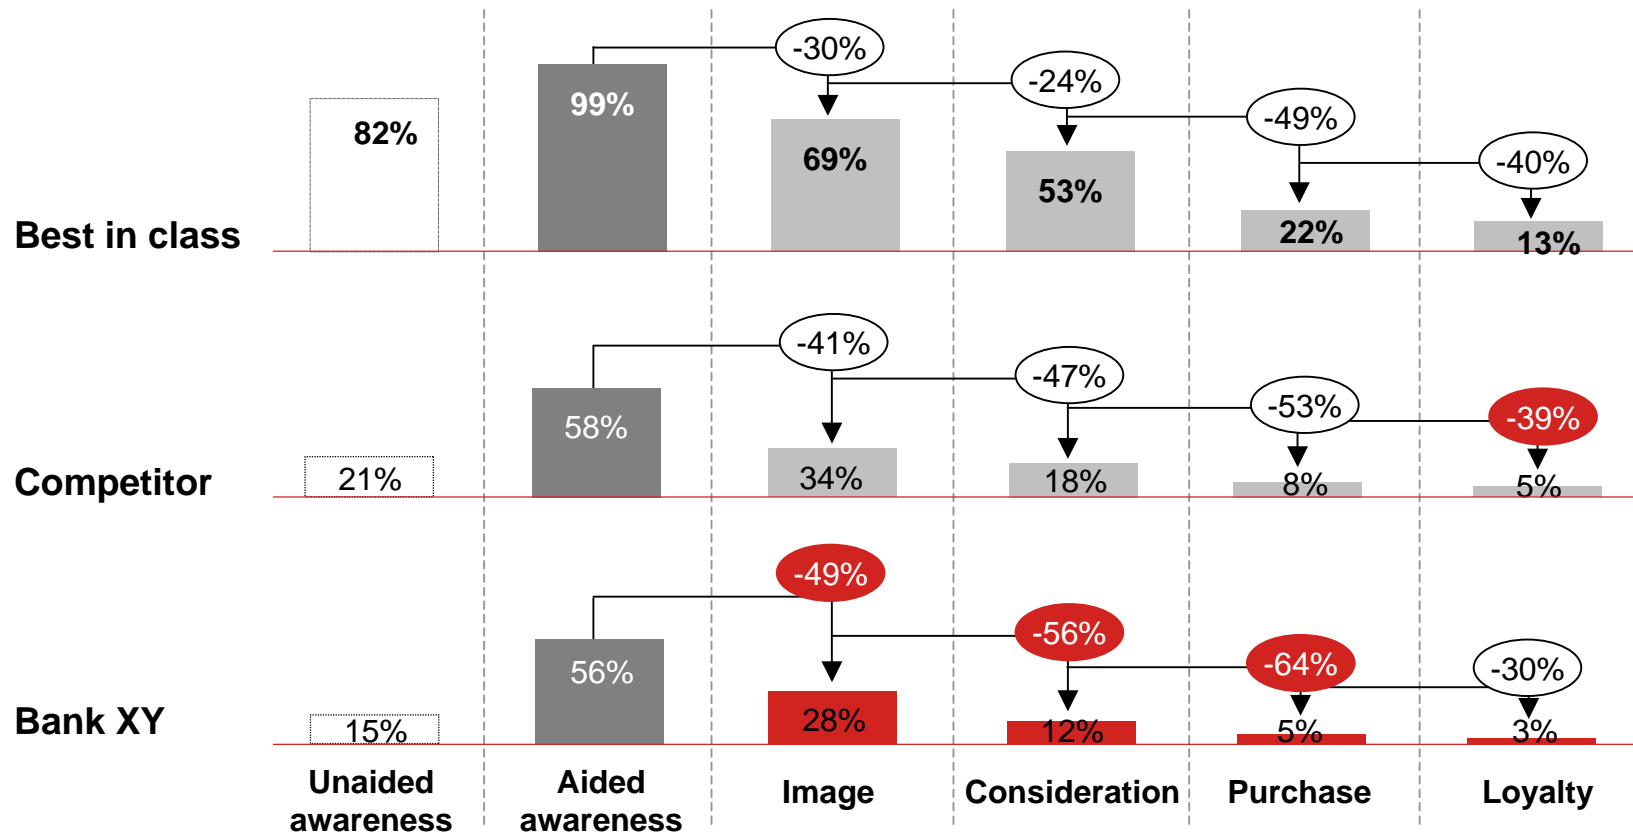 -30%
-24%
-49%
-40%
82%
99%
69%
53%
22%
13%
Best in class
-41%
-47%
-53%
-39%
21%
58%
34%
18%
8%
5%
Competitor
-49%
-56%
-64%
-30%
15%
56%
28%
12%
5%
3%
Bank XY
Unaided
awareness
Aided
awareness
Image
Consideration
Purchase
Loyalty